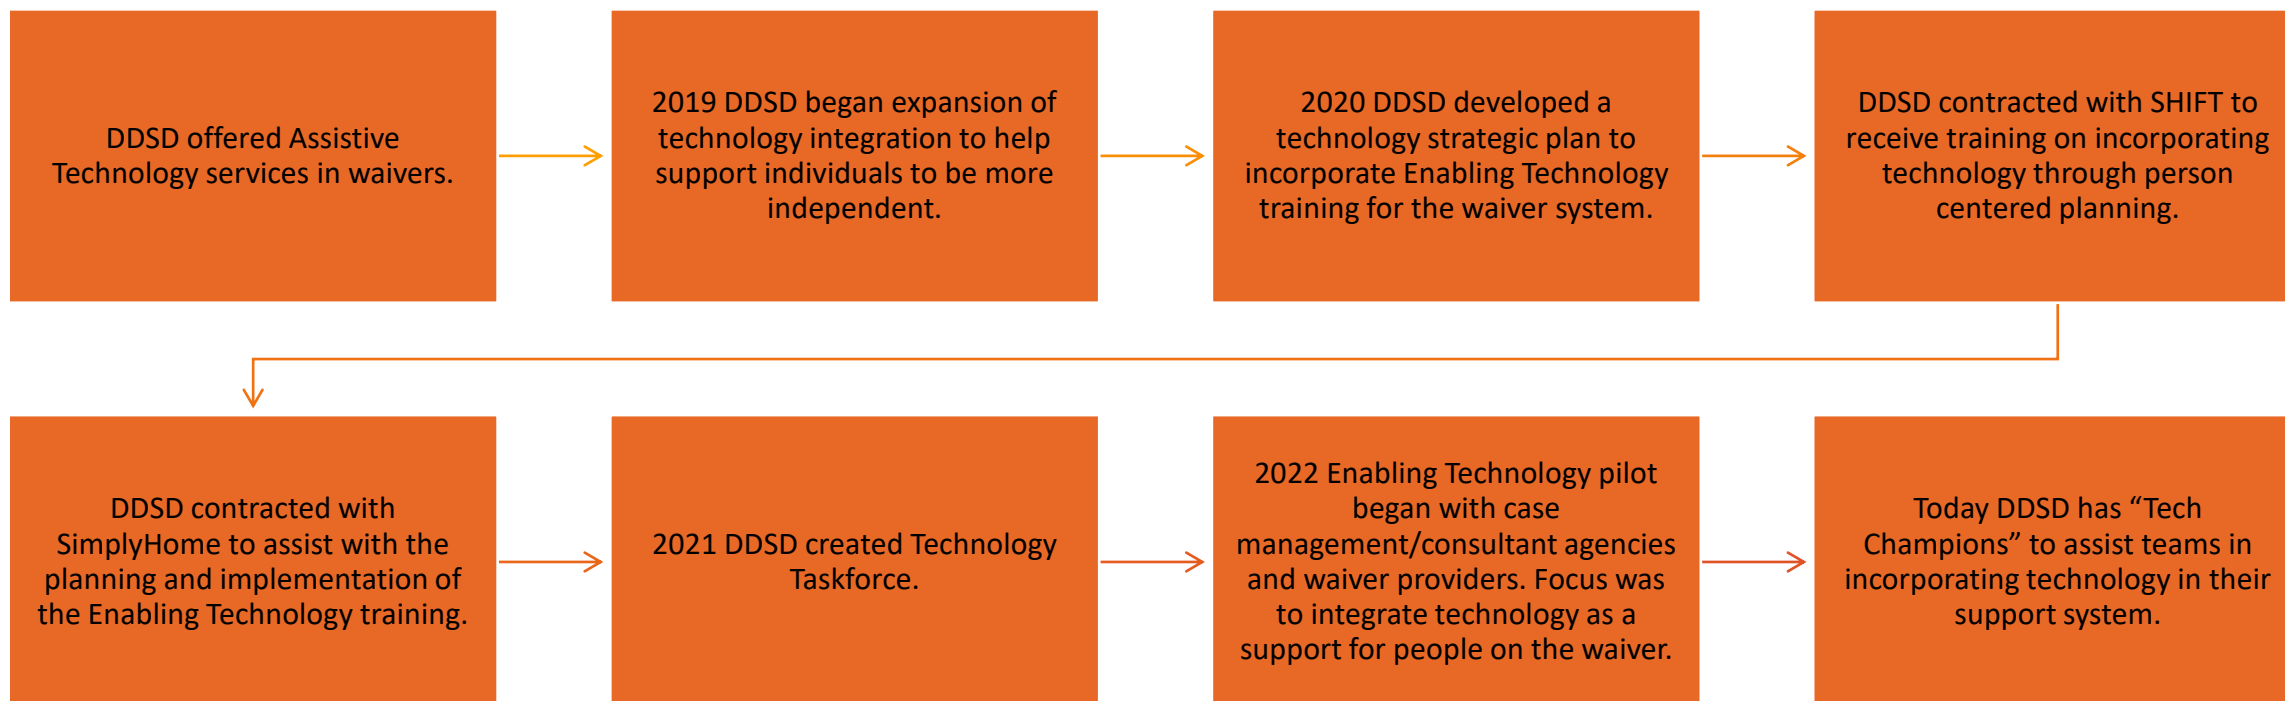 DDSD offered Assistive
Technology services in waivers.
2019 DDSD began expansion of
technology integration to help
support individuals to be more
independent.
2020 DDSD developed a
technology strategic plan to
incorporate Enabling Technology
training for the waiver system.
DDSD contracted with SHIFT to
receive training on incorporating
technology through person
centered planning.
DDSD contracted with
SimplyHome to assist with the
planning and implementation of
the Enabling Technology training.
2021 DDSD created Technology
Taskforce.
2022 Enabling Technology pilot
began with case
management/consultant agencies
and waiver providers. Focus was
to integrate technology as a
support for people on the waiver.
Today DDSD has “Tech
Champions” to assist teams in
incorporating technology in their
support system.